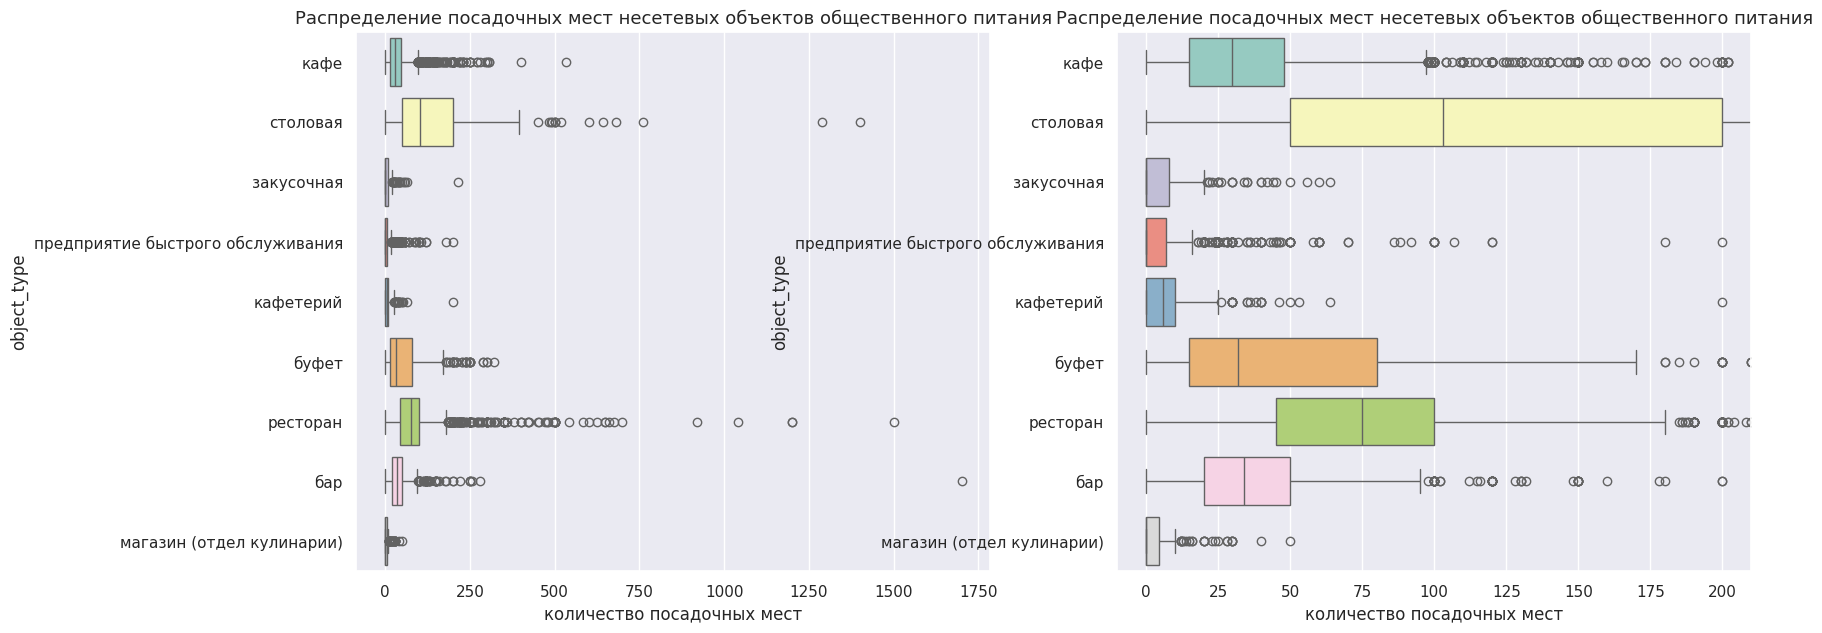 Распределение посадочных мест несетевых объектов общественного питания
кафе
столовая
закусочная
предприятие быстрого обслуживания
кафетерий
буфет
ресторан
бар
магазин (отдел кулинарии)
object_type
0 250 500 750 1000 1250 1500 1750
количество посадочных мест
Распределение посадочных мест несетевых объектов общественного питания
кафе
столовая
закусочная
предприятие быстрого обслуживания
кафетерий
буфет
ресторан
бар
магазин (отдел кулинарии)
object_type
0 25 50 75 100 125 150 175 200
количество посадочных мест